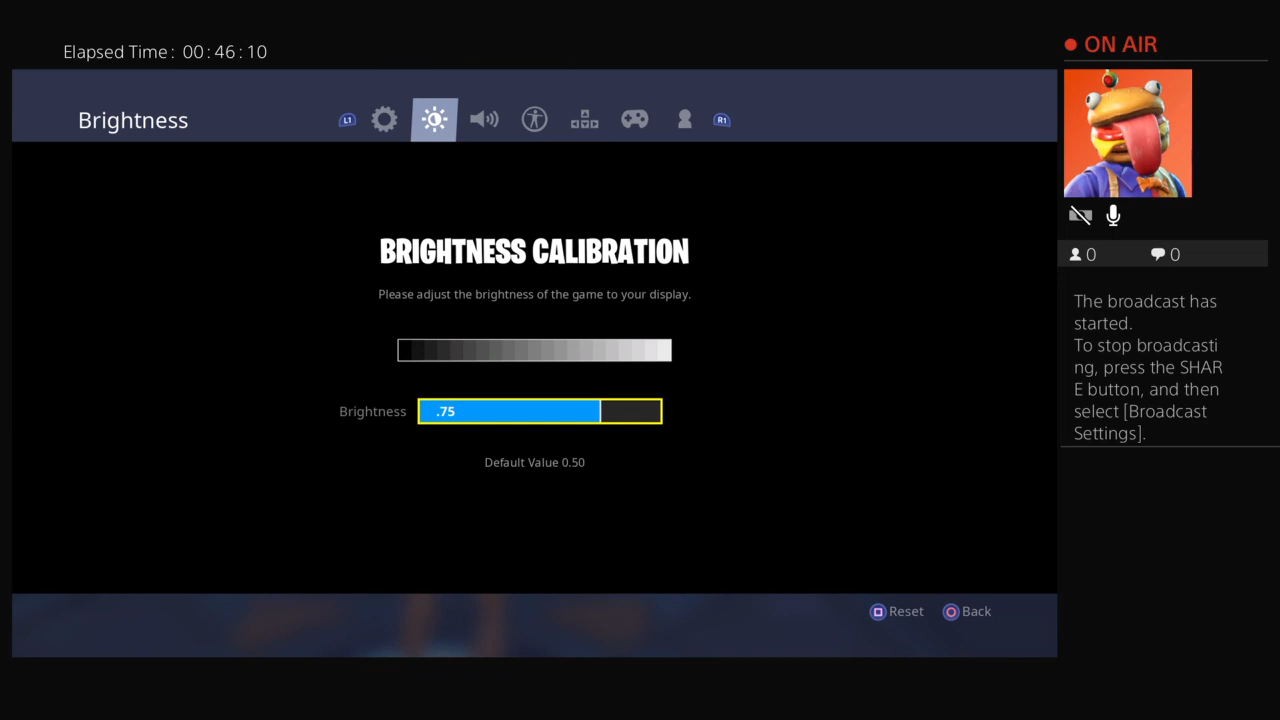 Elapsed Time: 00:46:10
ON AIR
Brightness
L1
R1
0
0
BRIGHTNESS CALIBRATION
Please adjust the brightness of the game to your display.
Brightness
.75
Default Value 0.50
The broadcast has
started.
To stop broadcasti
ng, press the SHAR
E button, and then
select [Broadcast
Settings].
Reset
Back